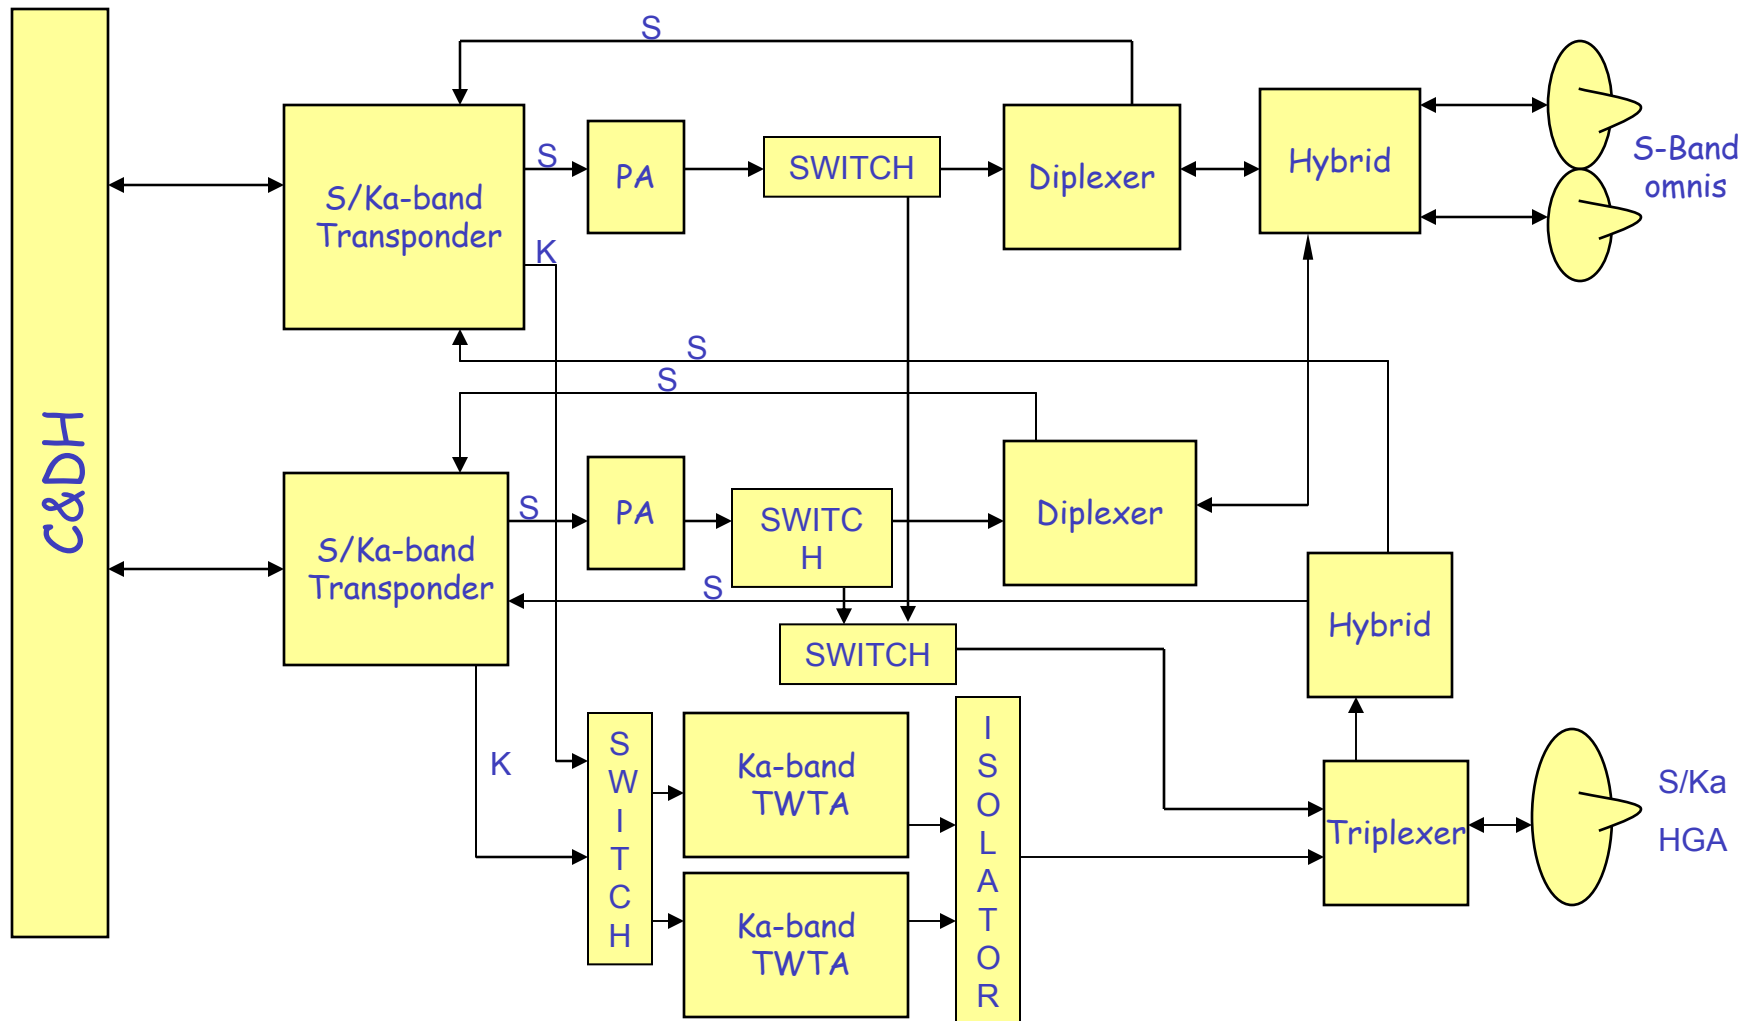 S
S/Ka-band
Transponder
S
PA
SWITCH
Diplexer
Hybrid
S-Band
omnis
K
S
S
C&DH
S/Ka-band
Transponder
S
PA
SWITC
H
Diplexer
S
SWITCH
Hybrid
K
S
W
I
T
C
H
Ka-band
TWTA
Ka-band
TWTA
I
S
O
L
A
T
O
R
Triplexer
S/Ka
HGA